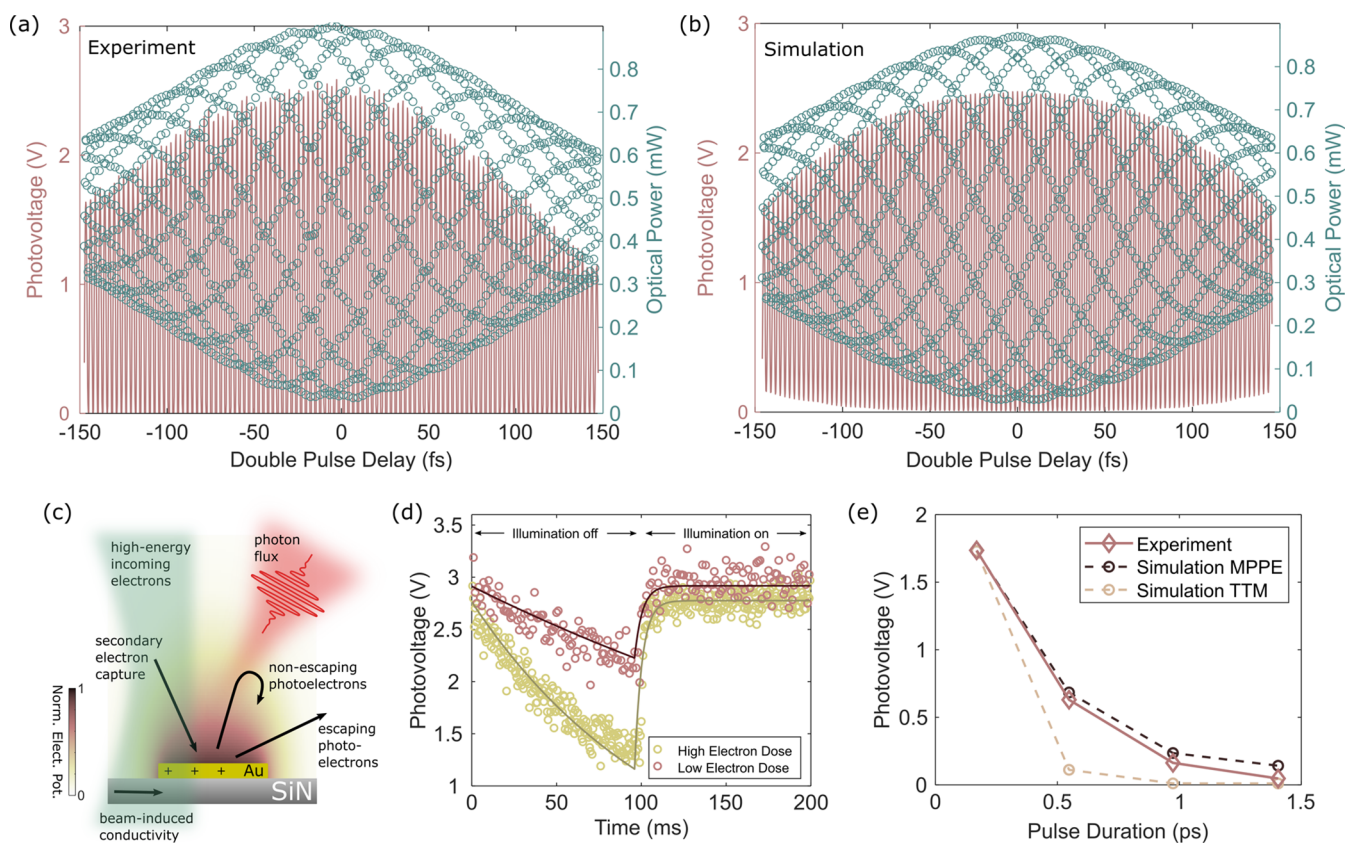 (a)
Experiment
3
2
1
0
Photovoltage (V)
0.8
0.7
0.6
0.5
0.4
0.3
0.2
0.1
0
Optical Power (mW)
-150
-100
-50
0
50
100
150
Double Pulse Delay (fs)
(b)
Simulation
3
2
1
0
Photovoltage (V)
0.8
0.7
0.6
0.5
0.4
0.3
0.2
0.1
0
Optical Power (mW)
-150
-100
-50
0
50
100
150
Double Pulse Delay (fs)
(c)
high-energy
incoming
electrons
photon
flux
secondary
electron
capture
non-escaping
photoelectrons
escaping
photo-
electrons
1
0
Norm. Elect. Pot.
+ + + +
Au
SiN
beam-induced
conductivity
(d)
Illumination off
Illumination on
3.5
3
2.5
2
1.5
1
Photovoltage (V)
High Electron Dose
Low Electron Dose
0
50
100
150
200
Time (ms)
(e)
2
1.5
1
0.5
0
Photovoltage (V)
Experiment
Simulation MPPE
Simulation TTM
0
0.5
1
1.5
Pulse Duration (ps)